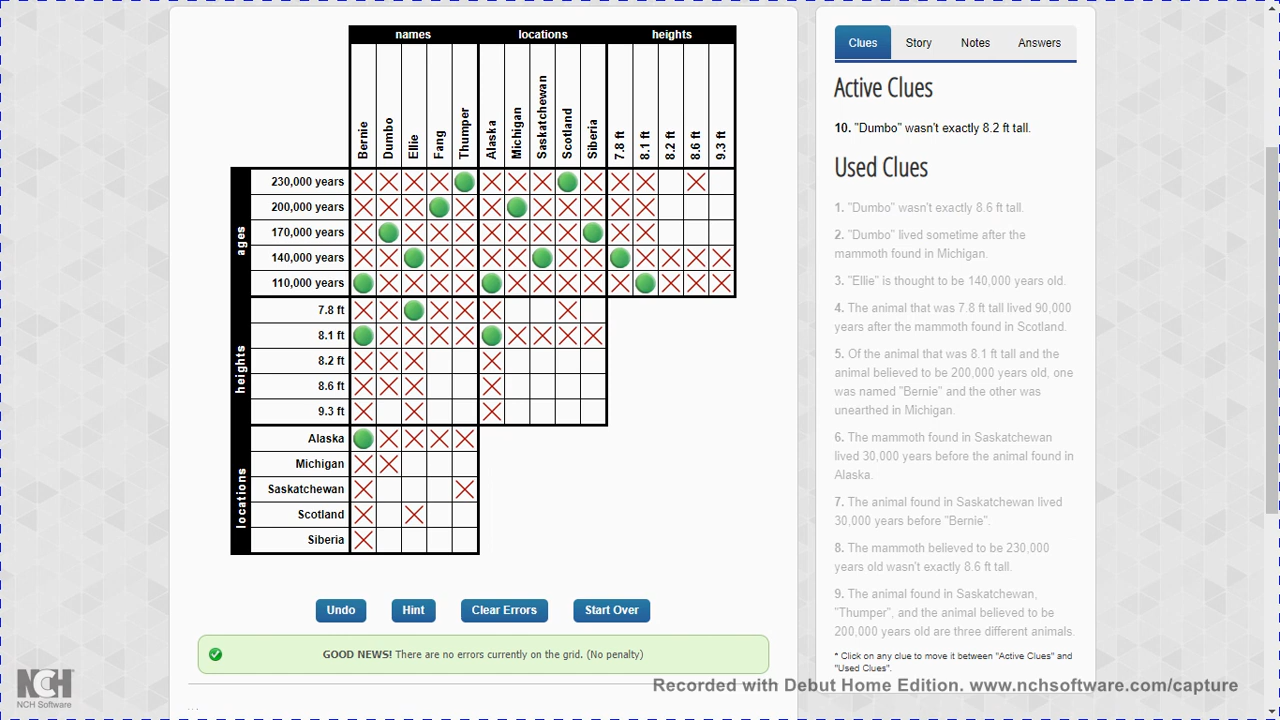 names locations heights
Bernie Dumbo Ellie Fang Thumper Alaska Michigan Saskatchewan Scotland Siberia 7.8 ft 8.1 ft 8.2 ft 8.6 ft 9.3 ft
ages
230,000 years
200,000 years
170,000 years
140,000 years
110,000 years
heights
7.8 ft
8.1 ft
8.2 ft
8.6 ft
9.3 ft
locations
Alaska
Michigan
Saskatchewan
Scotland
Siberia
Undo Hint Clear Errors Start Over
GOOD NEWS! There are no errors currently on the grid. (No penalty)
Clues Story Notes Answers
Active Clues
10. "Dumbo" wasn't exactly 8.2 ft tall.
Used Clues
1. "Dumbo" wasn't exactly 8.6 ft tall.
2. "Dumbo" lived sometime after the
mammoth found in Michigan.
3. "Ellie" is thought to be 140,000 years old.
4. The animal that was 7.8 ft tall lived 90,000
years after the mammoth found in Scotland.
5. Of the animal that was 8.1 ft tall and the
animal believed to be 200,000 years old, one
was named "Bernie" and the other was
unearthed in Michigan.
6. The mammoth found in Saskatchewan
lived 30,000 years before the animal found in
Alaska.
7. The animal found in Saskatchewan lived
30,000 years before "Bernie".
8. The mammoth believed to be 230,000
years old wasn't exactly 8.6 ft tall.
9. The animal found in Saskatchewan,
"Thumper", and the animal believed to be
200,000 years old are three different animals.
* Click on any clue to move it between "Active Clues" and
"Used Clues".
NCH
NCH Software
Recorded with Debut Home Edition. www.nchsoftware.com/capture